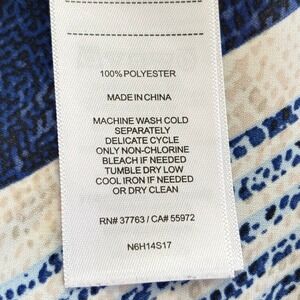 100% POLYESTER
MADE IN CHINA
MACHINE WASH COLD
SEPARATELY
DELICATE CYCLE
ONLY NON-CHLORINE
BLEACH IF NEEDED
TUMBLE DRY LOW
COOL IRON IF NEEDED
OR DRY CLEAN
RN# 37763 / CA# 55972
N6H14S17